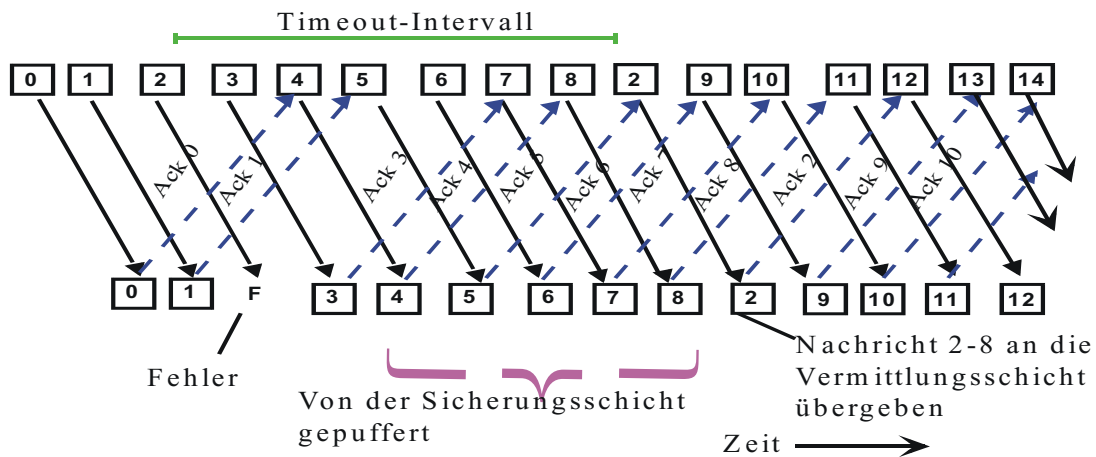 Timeout-Intervall
0 1 2 3 4 5 6 7 8 2 9 10 11 12 13 14
Ack 0 Ack 1 Ack 3 Ack 4 Ack 5 Ack 6 Ack 7 Ack 8 Ack 2 Ack 9 Ack 10
0 1 F 3 4 5 6 7 8 2 9 10 11 12
Fehler
Von der Sicherungsschicht
gepuffert
Nachricht 2-8 an die
Vermittlungsschicht
übergeben
Zeit